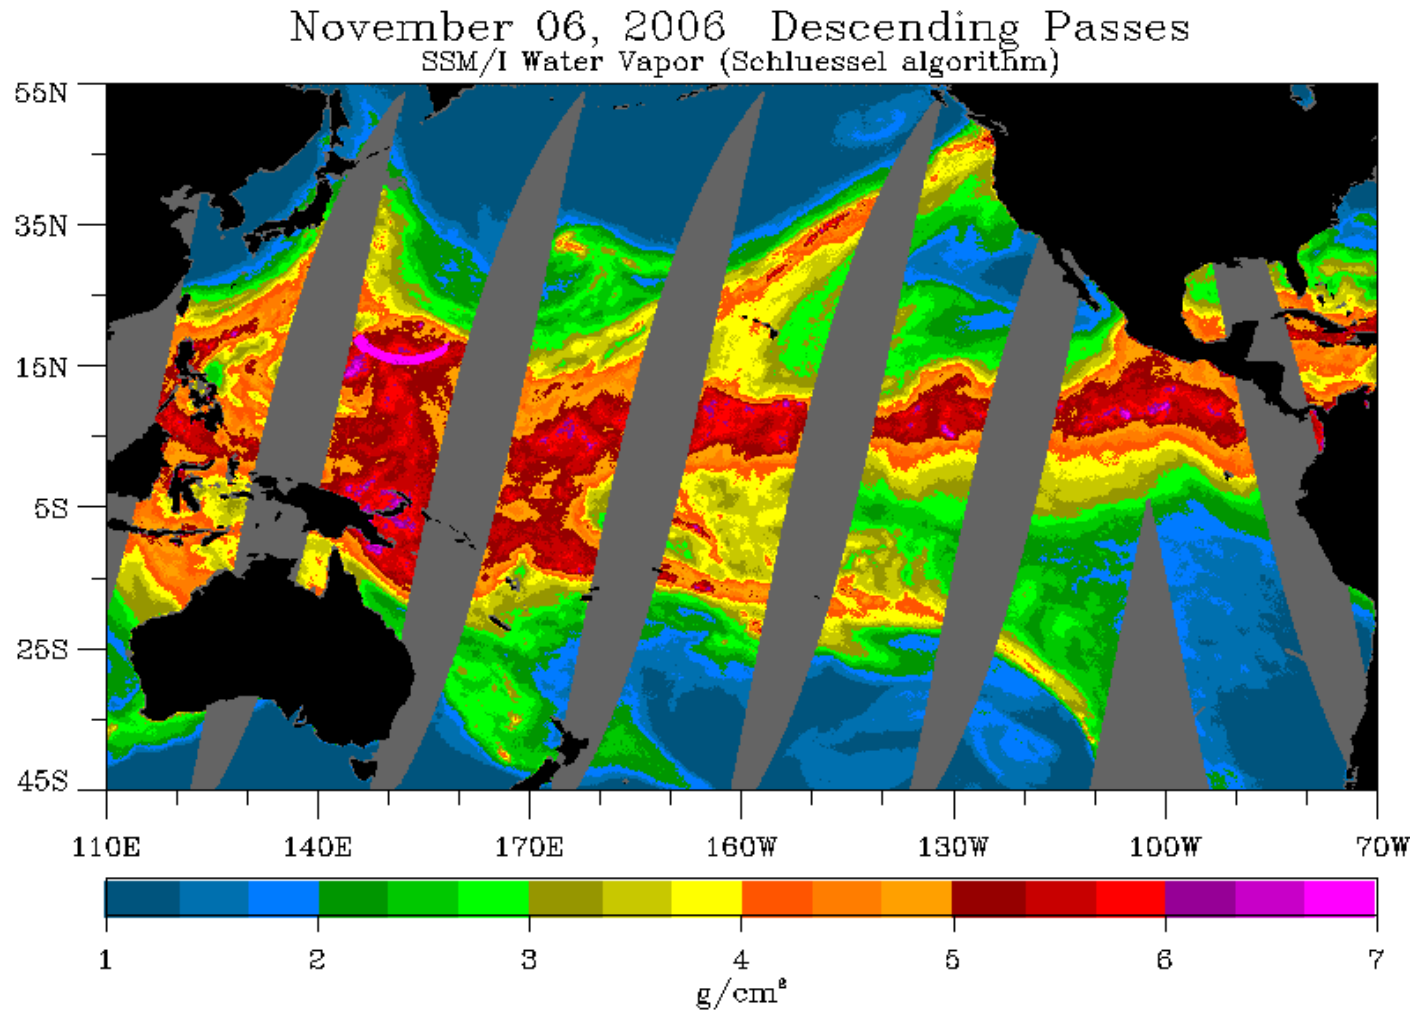 November 06, 2006 Descending Passes
SSM/I Water Vapor (Schluessel algorithm)
55N
35N
15N
5S
25S
45S
110E 140E 170E 160W 130W 100W 70W
1 2 3 4 5 6 7
g/cm²